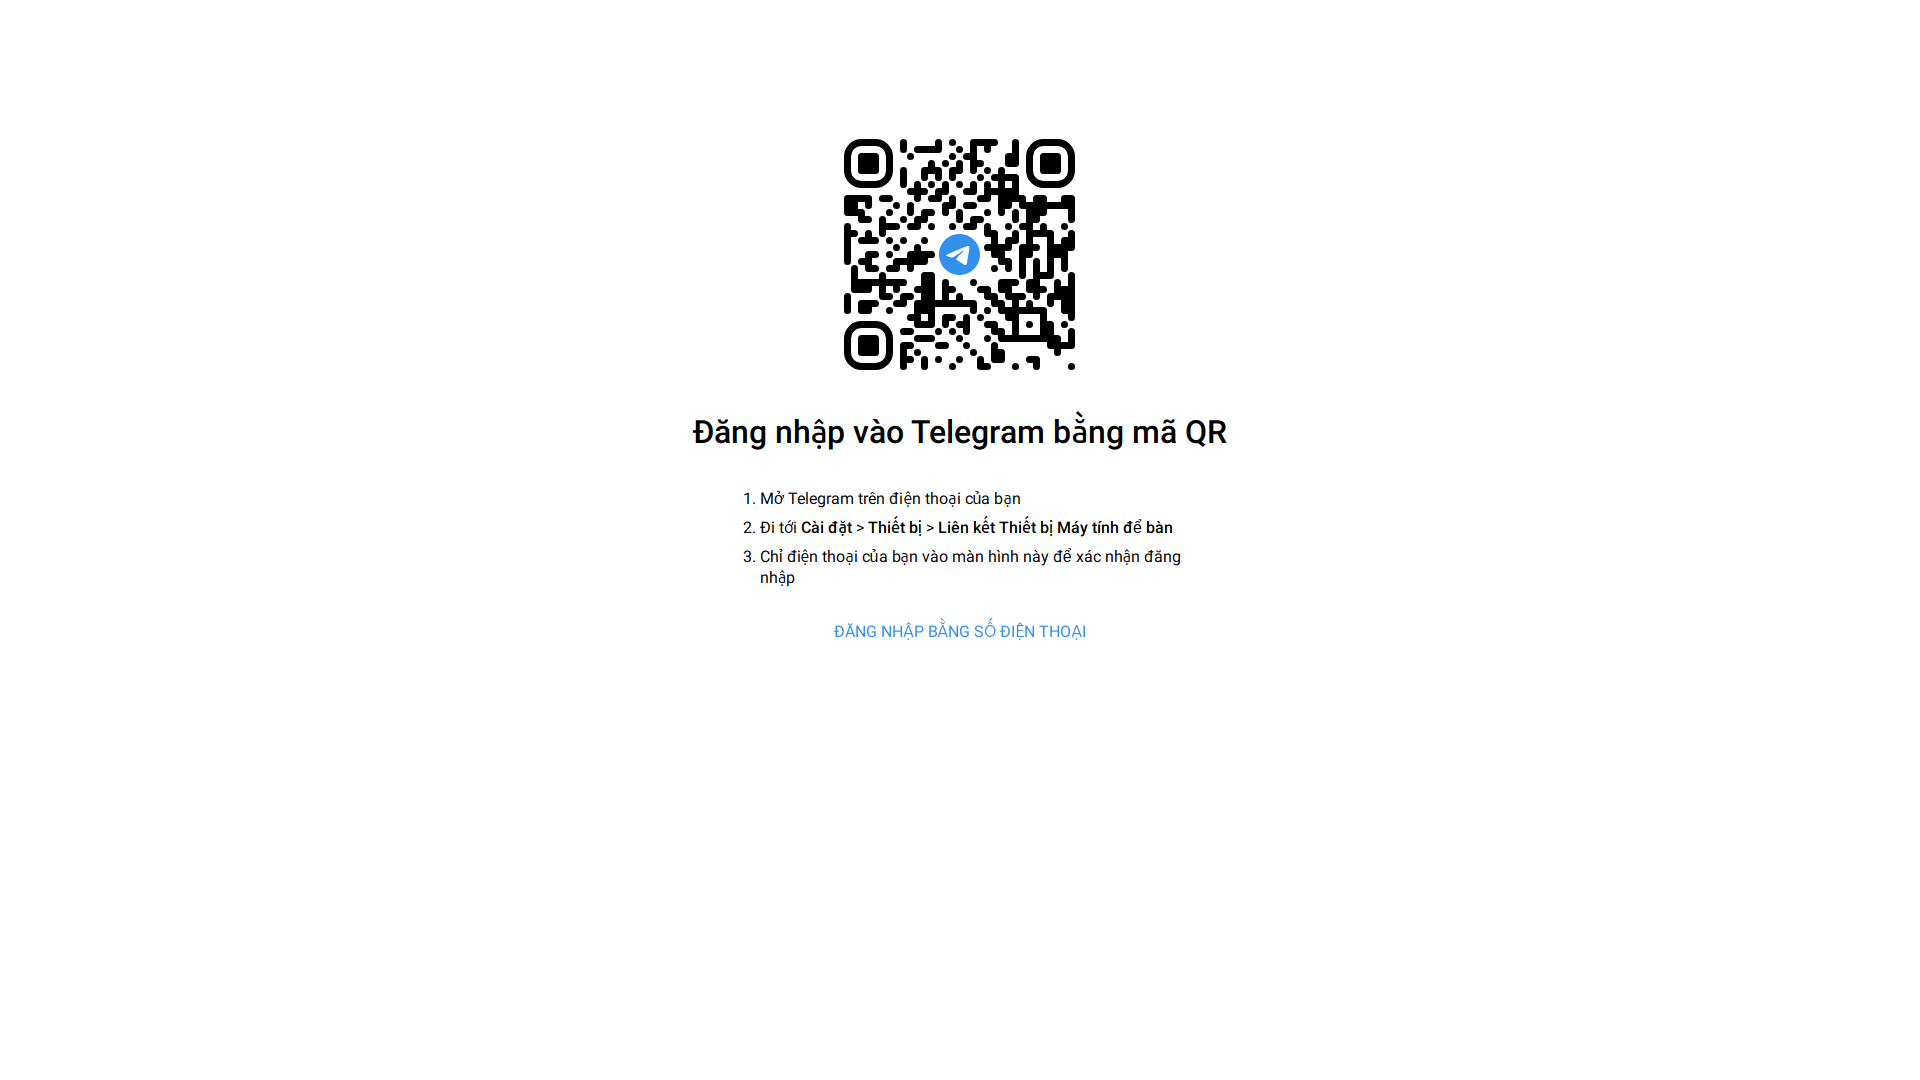 Đăng nhập vào Telegram bằng mã QR
1. Mở Telegram trên điện thoại của bạn
2. Đi tới Cài đặt > Thiết bị > Liên kết Thiết bị Máy tính để bàn
3. Chỉ điện thoại của bạn vào màn hình này để xác nhận đăng
nhập
ĐĂNG NHẬP BẰNG SỐ ĐIỆN THOẠI